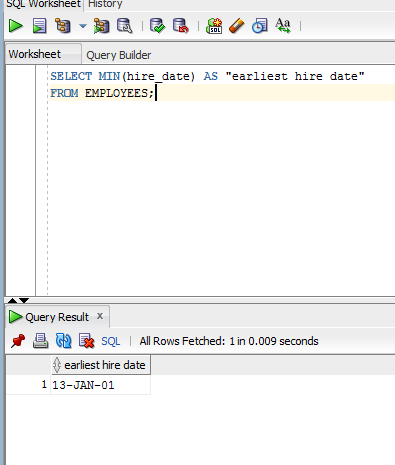 SQL Worksheet History
Worksheet Query Builder
SELECT MIN(hire_date) AS "earliest hire date"
FROM EMPLOYEES;
Query Result x
SQL | All Rows Fetched: 1 in 0.009 seconds
earliest hire date
1 13-JAN-01